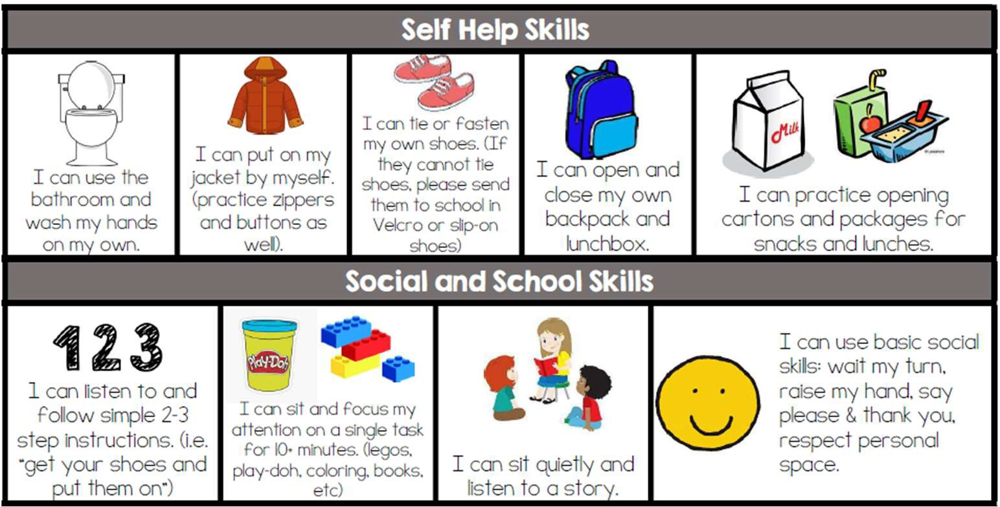 Self Help Skills
I can use the
bathroom and
wash my hands
on my own.
I can put on my
jacket by myself.
(practice zippers
and buttons as
well).
I can tie or fasten
my own shoes. (If
they cannot tie
shoes, please send
them to school in
Velcro or slip-on
shoes)
I can open and
close my own
backpack and
lunchbox.
Milk
I can practice opening
cartons and packages for
snacks and lunches.
Social and School Skills
123
I can listen to and
follow simple 2-3
step instructions. (i.e.
"get your shoes and
put them on")
Play-Doh
I can sit and focus my
attention on a single task
for 10+ minutes. (legos,
play-doh, coloring, books,
etc)
I can sit quietly and
listen to a story.
I can use basic social
skills: wait my turn,
raise my hand, say
please & thank you,
respect personal
space.